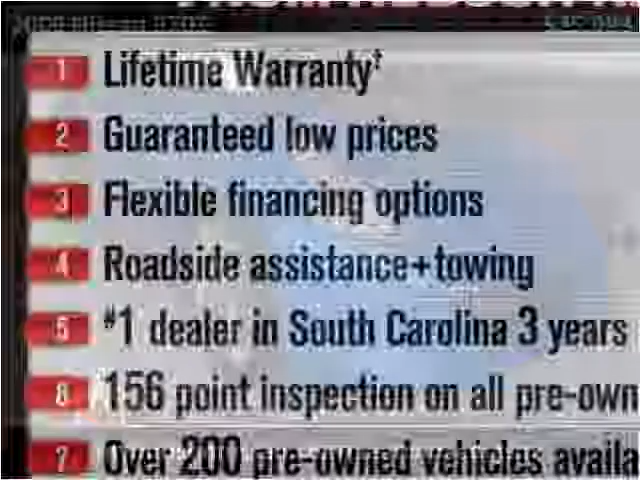 1 Lifetime Warranty†
2 Guaranteed low prices
3 Flexible financing options
4 Roadside assistance+towing
5 #1 dealer in South Carolina 3 years
6 156 point inspection on all pre-own
7 Over 200 pre-owned vehicles availa